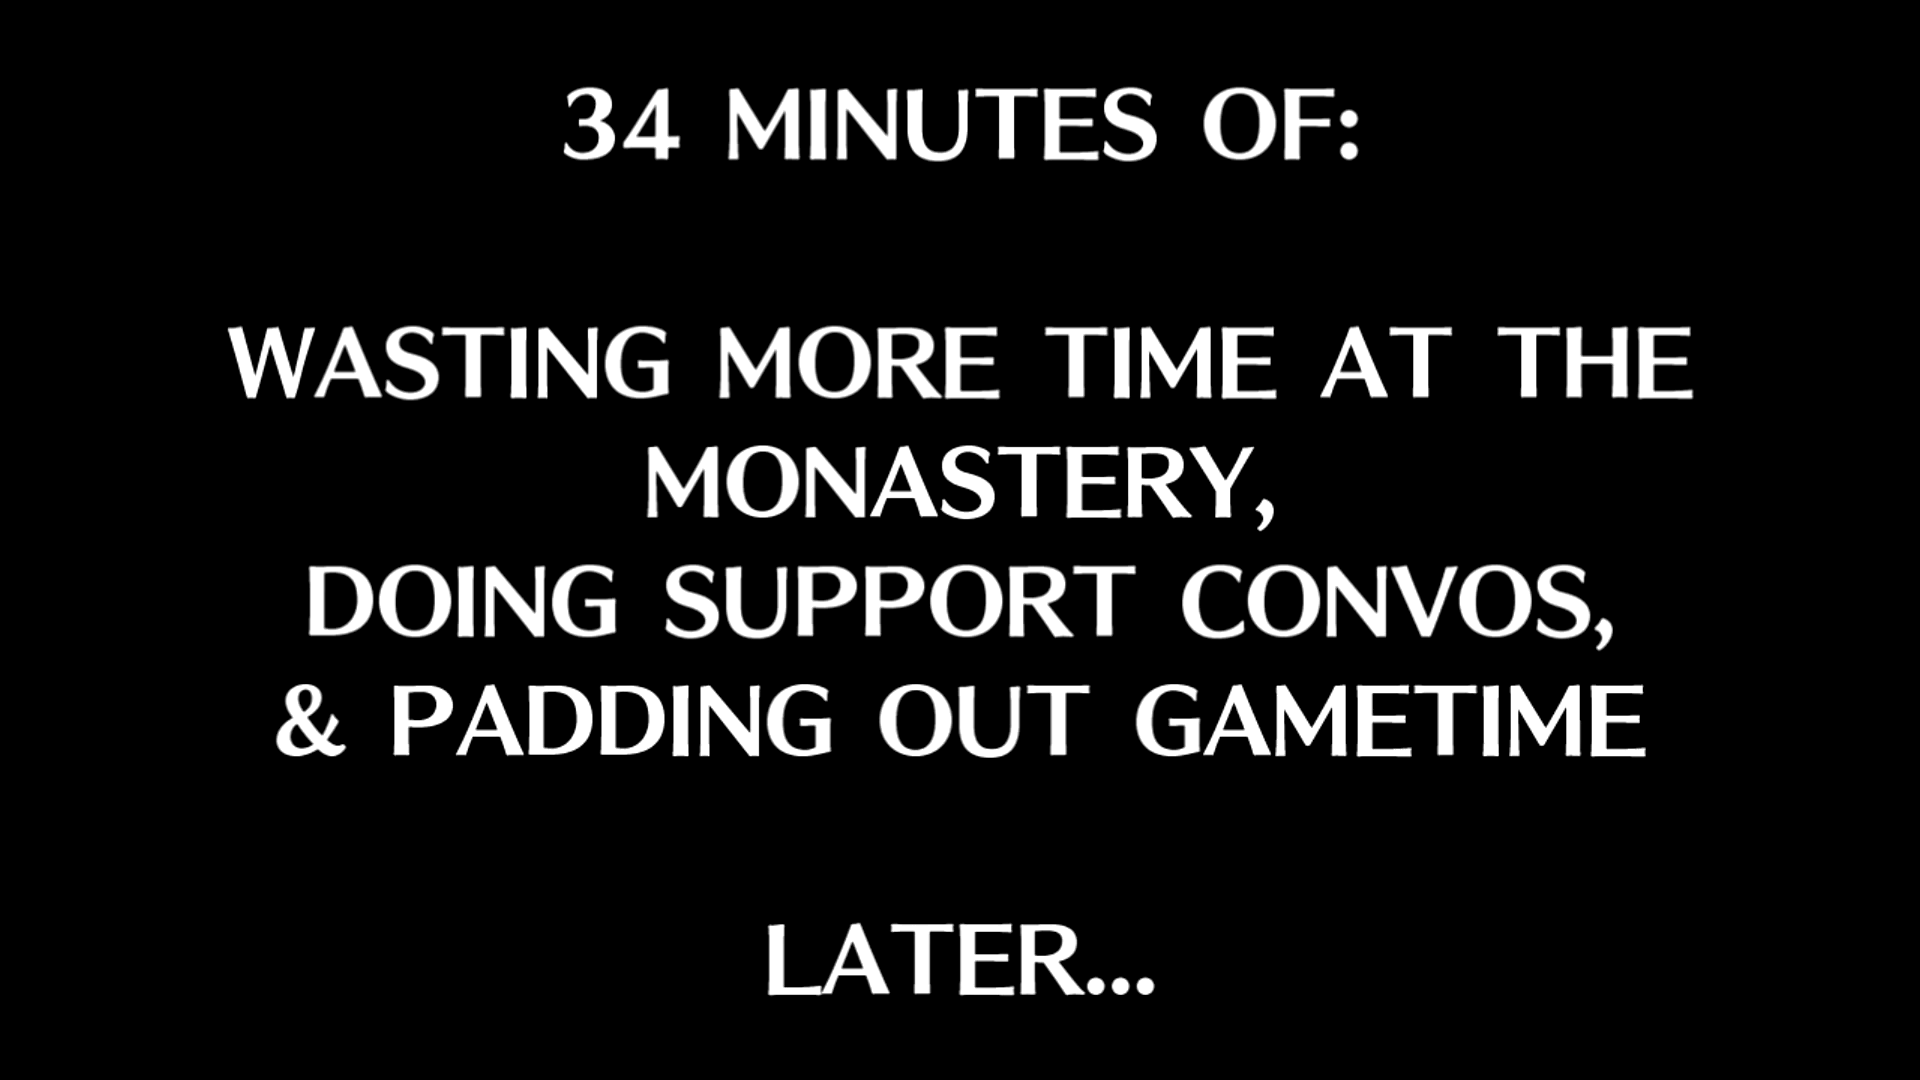 34 MINUTES OF:
WASTING MORE TIME AT THE
MONASTERY,
DOING SUPPORT CONVOS,
& PADDING OUT GAMETIME
LATER...